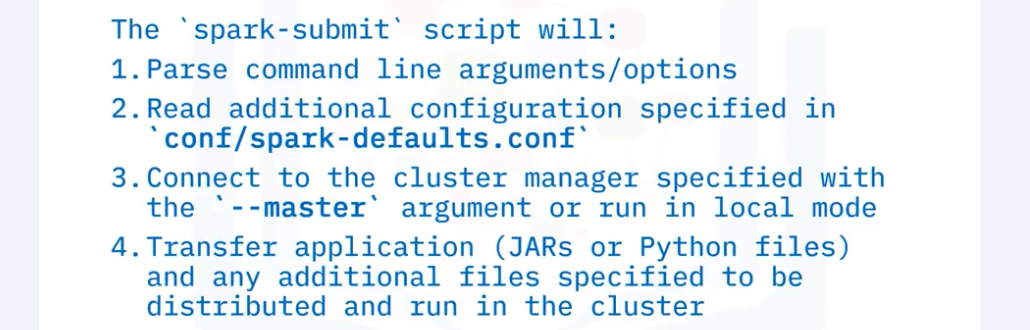 The `spark-submit` script will:
1. Parse command line arguments/options
2. Read additional configuration specified in
`conf/spark-defaults.conf`
3. Connect to the cluster manager specified with
the `--master` argument or run in local mode
4. Transfer application (JARs or Python files)
and any additional files specified to be
distributed and run in the cluster